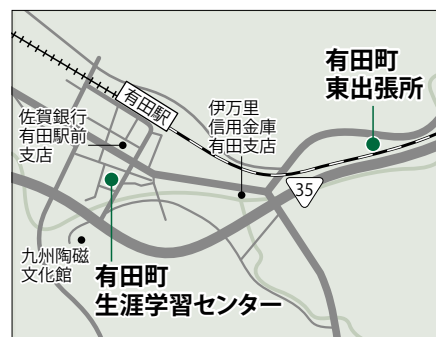 有田町
東出張所
有田駅
伊万里
信用金庫
有田支店
佐賀銀行
有田駅前
支店
35
九州陶磁
文化館
有田町
生涯学習センター